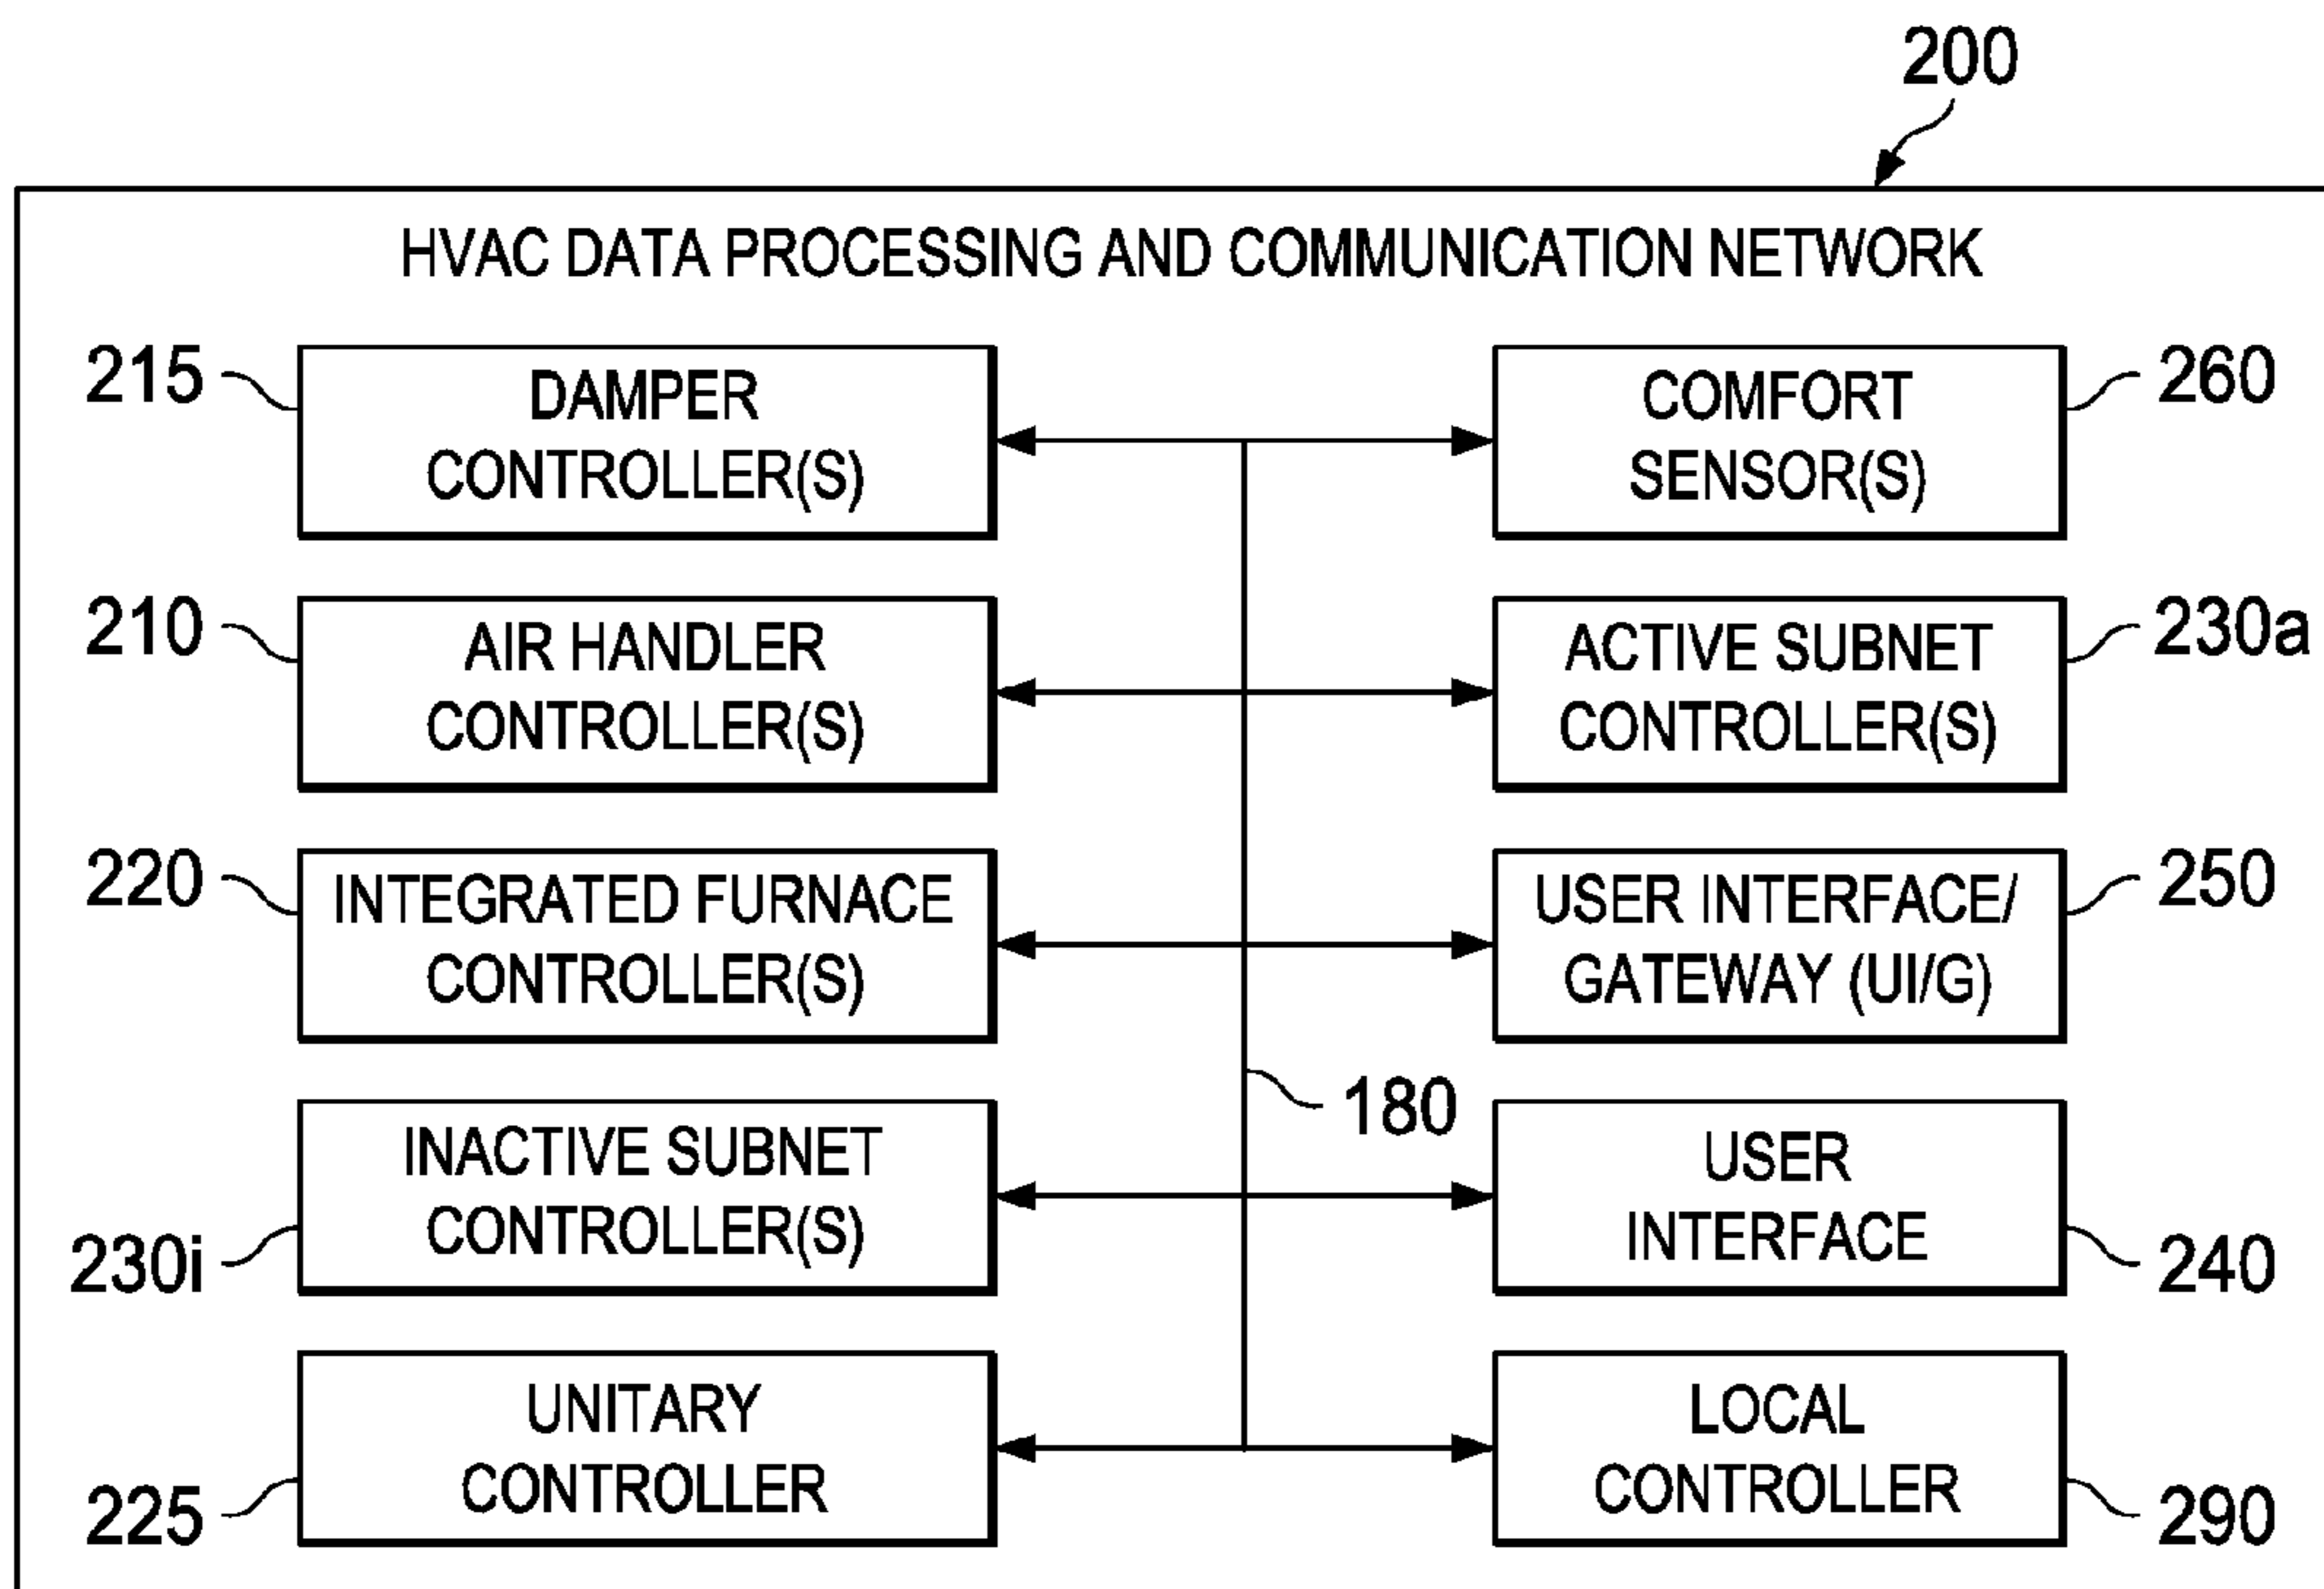 200
HVAC DATA PROCESSING AND COMMUNICATION NETWORK
215
DAMPER
CONTROLLER(S)
COMFORT
SENSOR(S)
260
210
AIR HANDLER
CONTROLLER(S)
ACTIVE SUBNET
CONTROLLER(S)
230a
220
INTEGRATED FURNACE
CONTROLLER(S)
USER INTERFACE/
GATEWAY (UI/G)
250
180
INACTIVE SUBNET
CONTROLLER(S)
230i
USER
INTERFACE
240
UNITARY
CONTROLLER
225
LOCAL
CONTROLLER
290